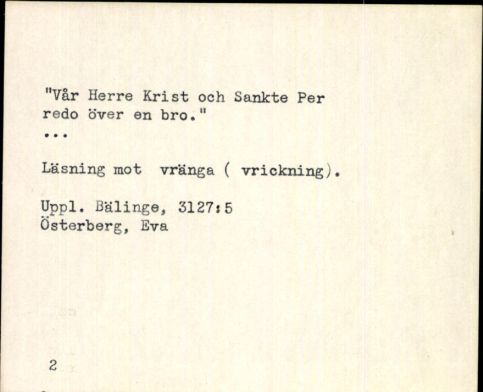 "Vår Herre Krist och Sankte Per
redo över en bro."
...
Läsning mot vränga ( vrickning).
Uppl. Bälinge, 3127:5
Österberg, Eva
2